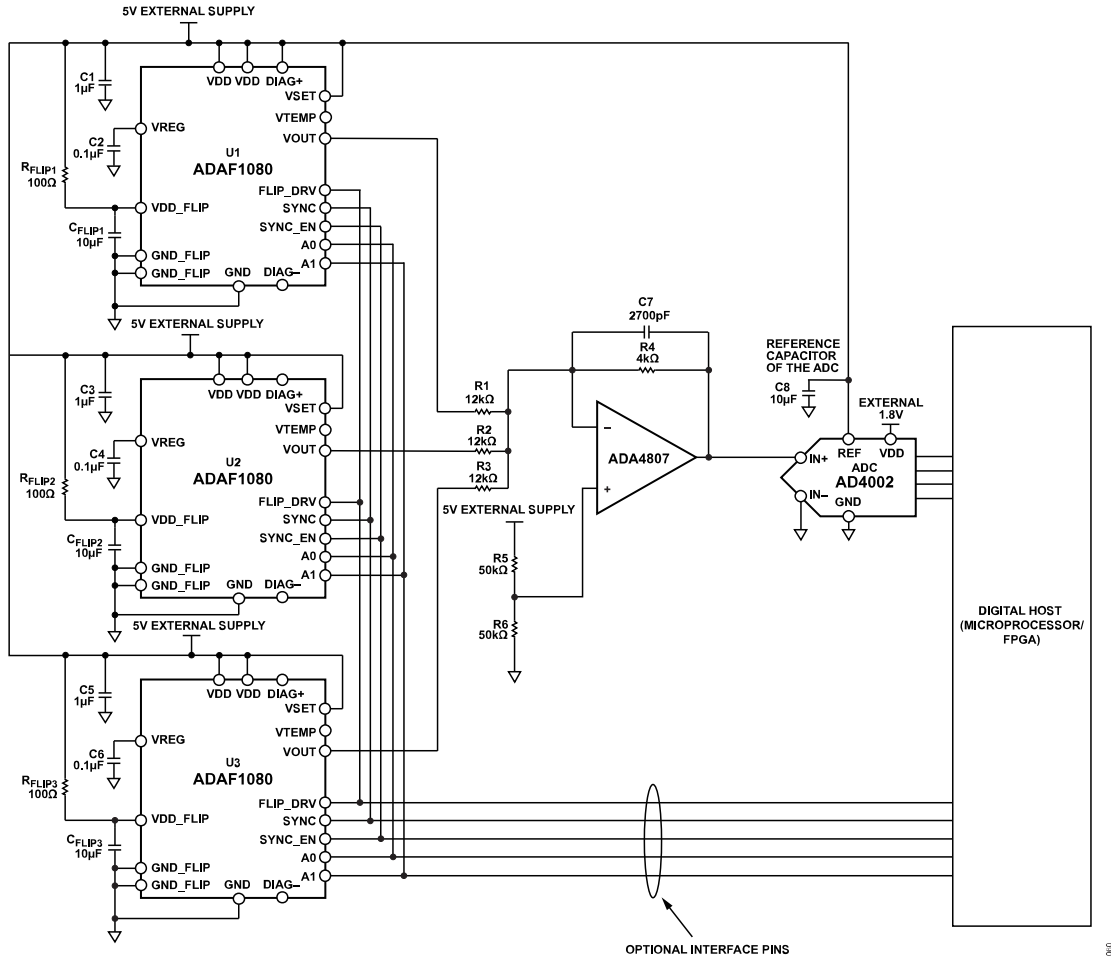 5V EXTERNAL SUPPLY
C1
1µF
VDD VDD DIAG+
VSET
VTEMP
VREG
VOUT
C2
0.1µF
U1
ADAF1080
RFLIP1
100Ω
FLIP_DRV
VDD_FLIP
SYNC
CFLIP1
10µF
SYNC_EN
A0
GND_FLIP
GND_FLIP
GND DIAG–
A1
5V EXTERNAL SUPPLY
C3
1µF
VDD VDD DIAG+
VSET
VTEMP
VREG
VOUT
C4
0.1µF
U2
ADAF1080
RFLIP2
100Ω
FLIP_DRV
VDD_FLIP
SYNC
CFLIP2
10µF
SYNC_EN
A0
GND_FLIP
GND_FLIP
GND DIAG–
A1
5V EXTERNAL SUPPLY
C5
1µF
VDD VDD DIAG+
VSET
VTEMP
VREG
VOUT
C6
0.1µF
U3
ADAF1080
RFLIP3
100Ω
FLIP_DRV
VDD_FLIP
SYNC
CFLIP3
10µF
SYNC_EN
A0
GND_FLIP
GND_FLIP
GND DIAG–
A1
R1
12kΩ
R2
12kΩ
R3
12kΩ
C7
2700pF
R4
4kΩ
–
ADA4807
+
5V EXTERNAL SUPPLY
R5
50kΩ
R6
50kΩ
REFERENCE
CAPACITOR
OF THE ADC
C8
10µF
EXTERNAL
1.8V
REF VDD
IN+
ADC
AD4002
IN–
GND
DIGITAL HOST
(MICROPROCESSOR/
FPGA)
OPTIONAL INTERFACE PINS